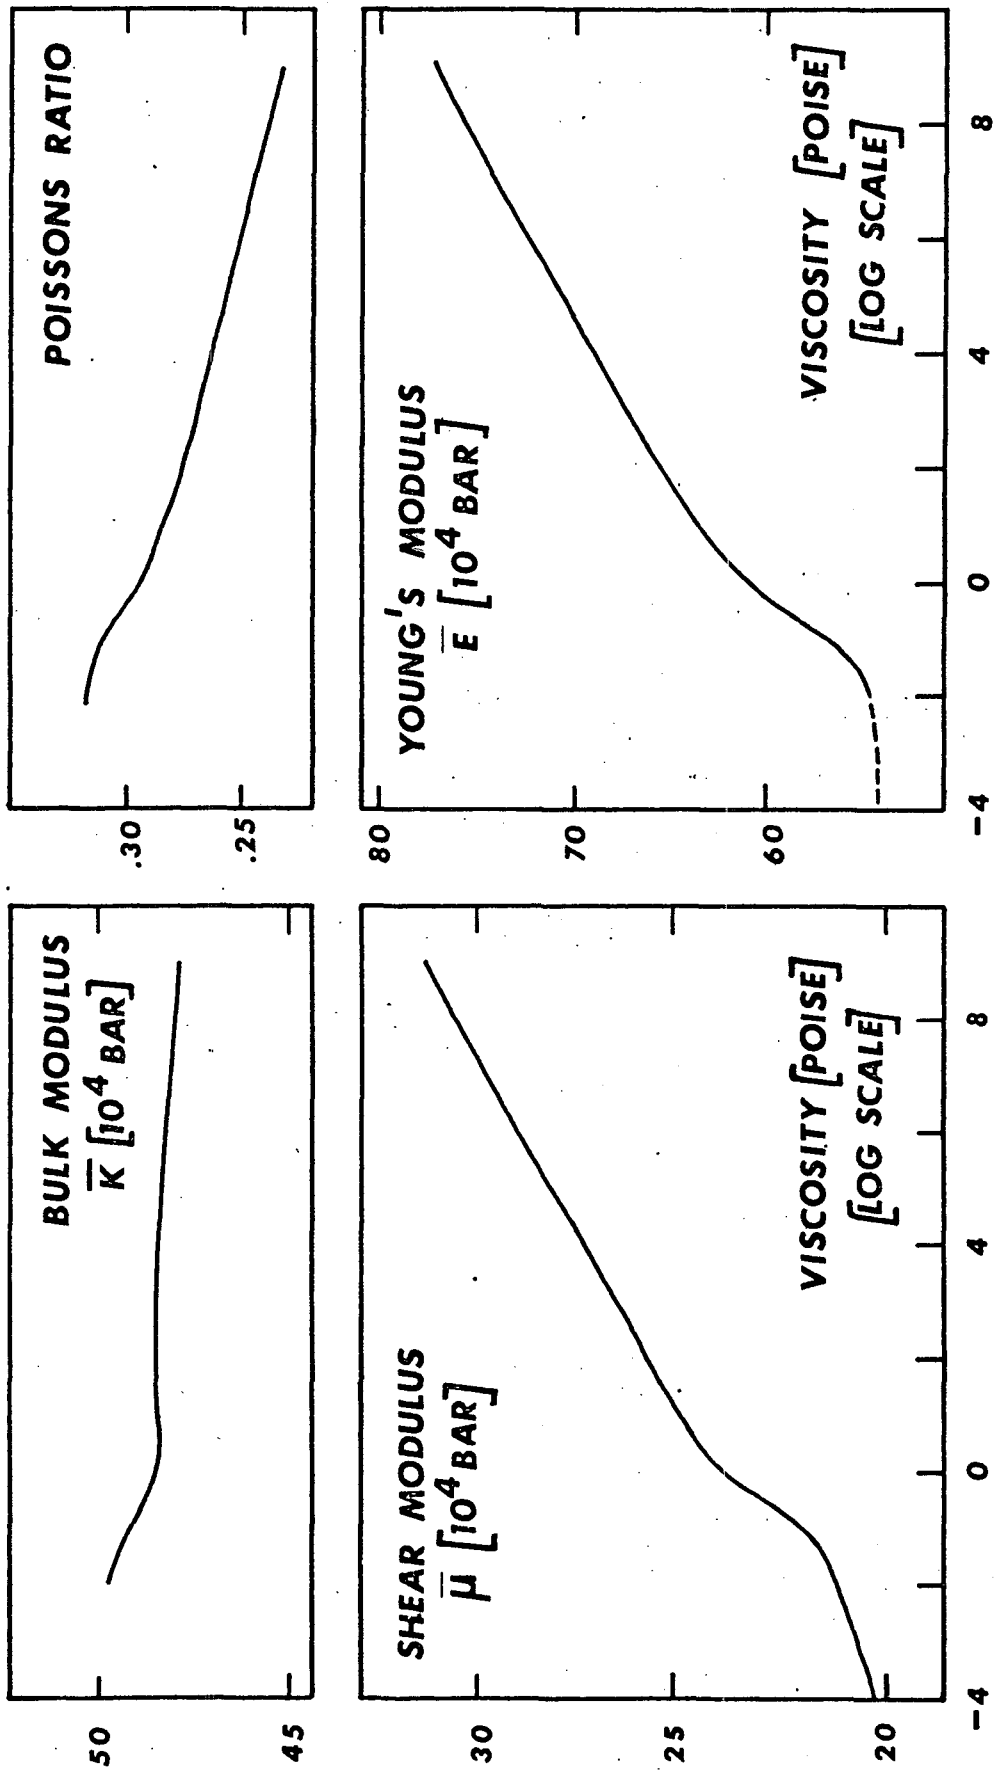 BULK MODULUS
K̅ [10⁴ BAR]
50
45
POISSONS RATIO
.30
.25
SHEAR MODULUS
μ̅ [10⁴ BAR]
30
25
20
VISCOSITY [POISE]
[LOG SCALE]
-4
0
4
8
YOUNG'S MODULUS
E̅ [10⁴ BAR]
80
70
60
VISCOSITY [POISE]
[LOG SCALE]
-4
0
4
8